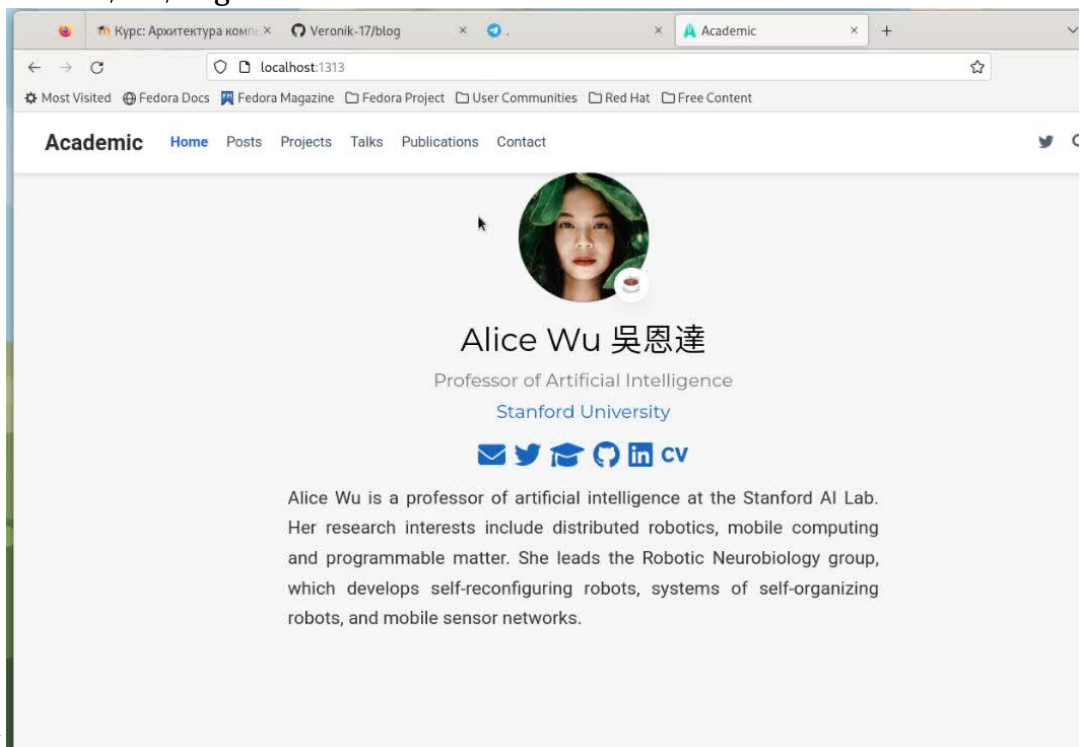 Курс: Архитектура комп
Veronik-17/blog
.
Academic
localhost:1313
Most Visited Fedora Docs Fedora Magazine Fedora Project User Communities Red Hat Free Content
Academic Home Posts Projects Talks Publications Contact
Alice Wu 吳恩達
Professor of Artificial Intelligence
Stanford University
CV
Alice Wu is a professor of artificial intelligence at the Stanford AI Lab.
Her research interests include distributed robotics, mobile computing
and programmable matter. She leads the Robotic Neurobiology group,
which develops self-reconfiguring robots, systems of self-organizing
robots, and mobile sensor networks.